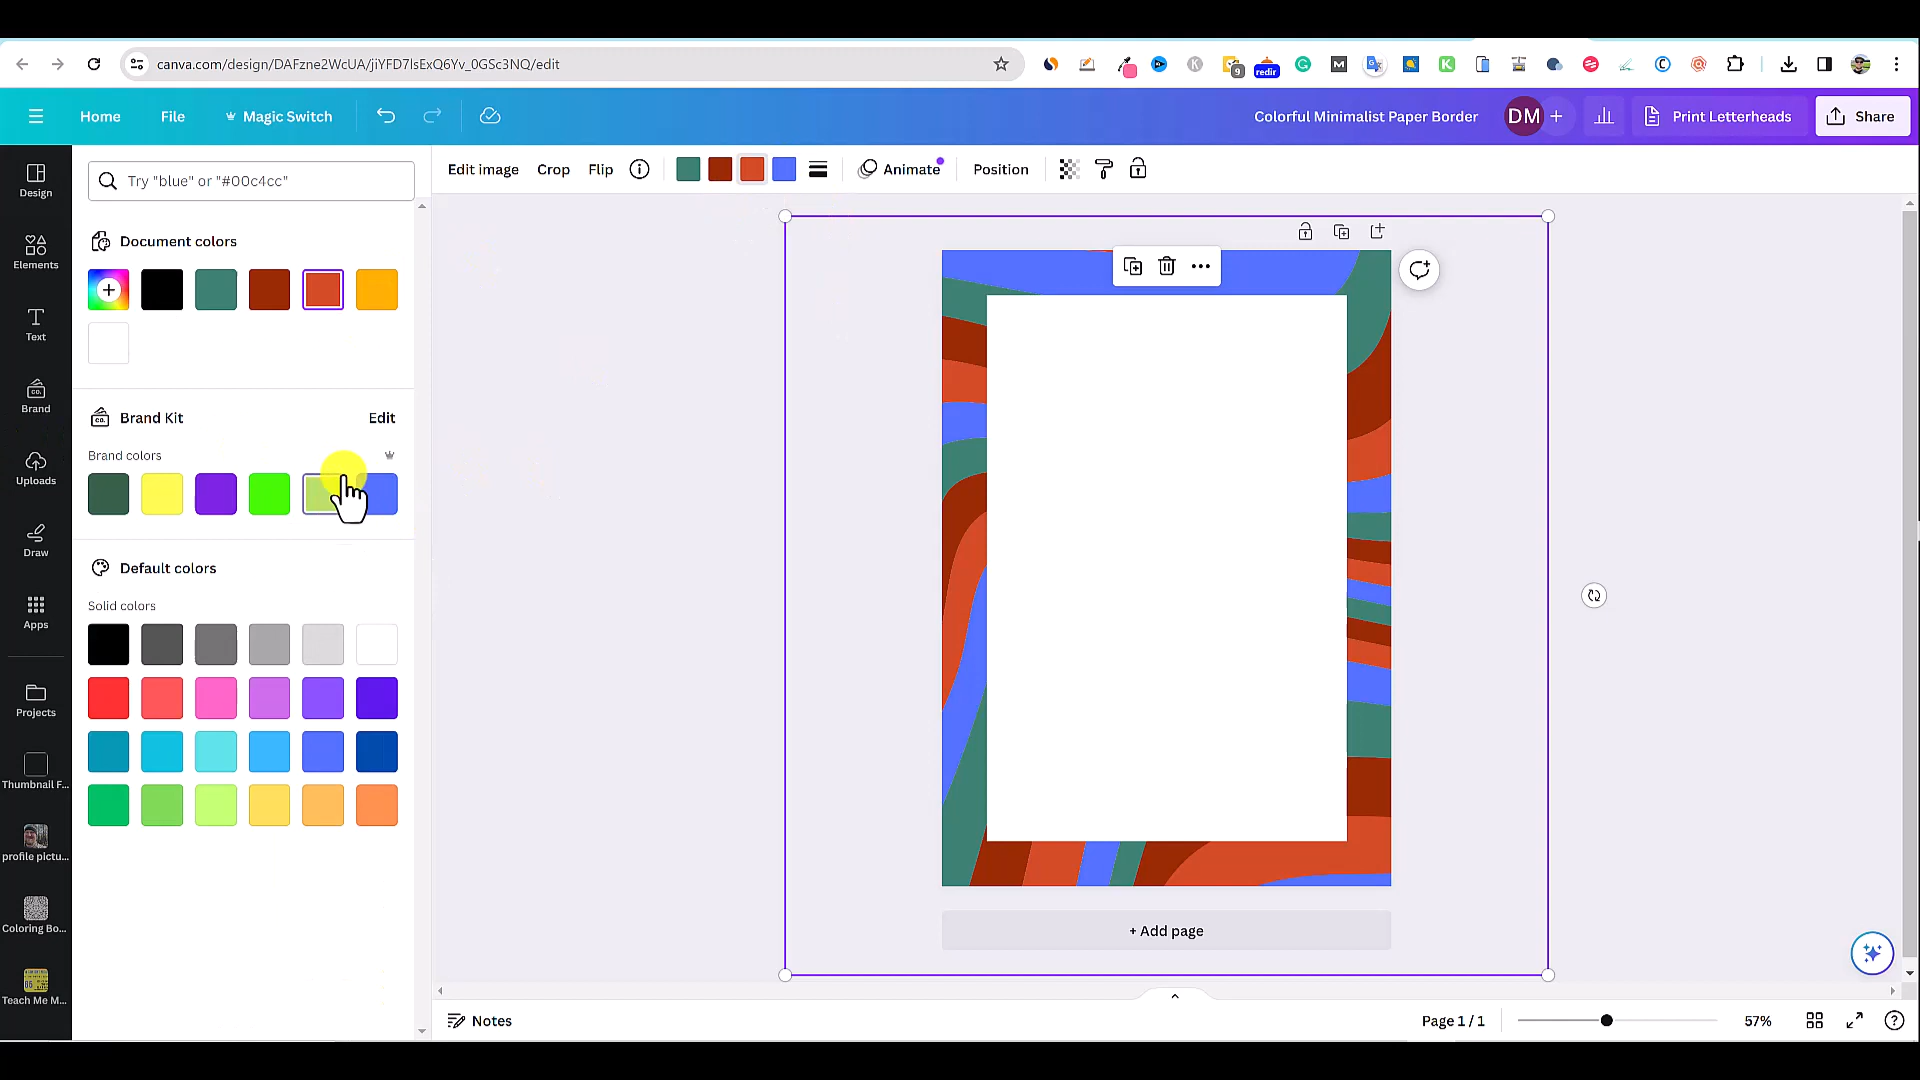 canva.com/design/DAFzne2WcUA/jiYFD7lsExQ6Yv_0GSc3NQ/edit
9
redir
Home
File
Magic Switch
Colorful Minimalist Paper Border
DM
Print Letterheads
Share
Try "blue" or "#00c4cc"
Edit image
Crop
Flip
Animate
Position
Design
Elements
Text
Brand
Uploads
Draw
Apps
Projects
Thumbnail F...
profile pictu...
Coloring Bo...
Teach Me M...
Document colors
CO.
Brand Kit
Edit
Brand colors
Default colors
Solid colors
+ Add page
Notes
Page 1 / 1
57%